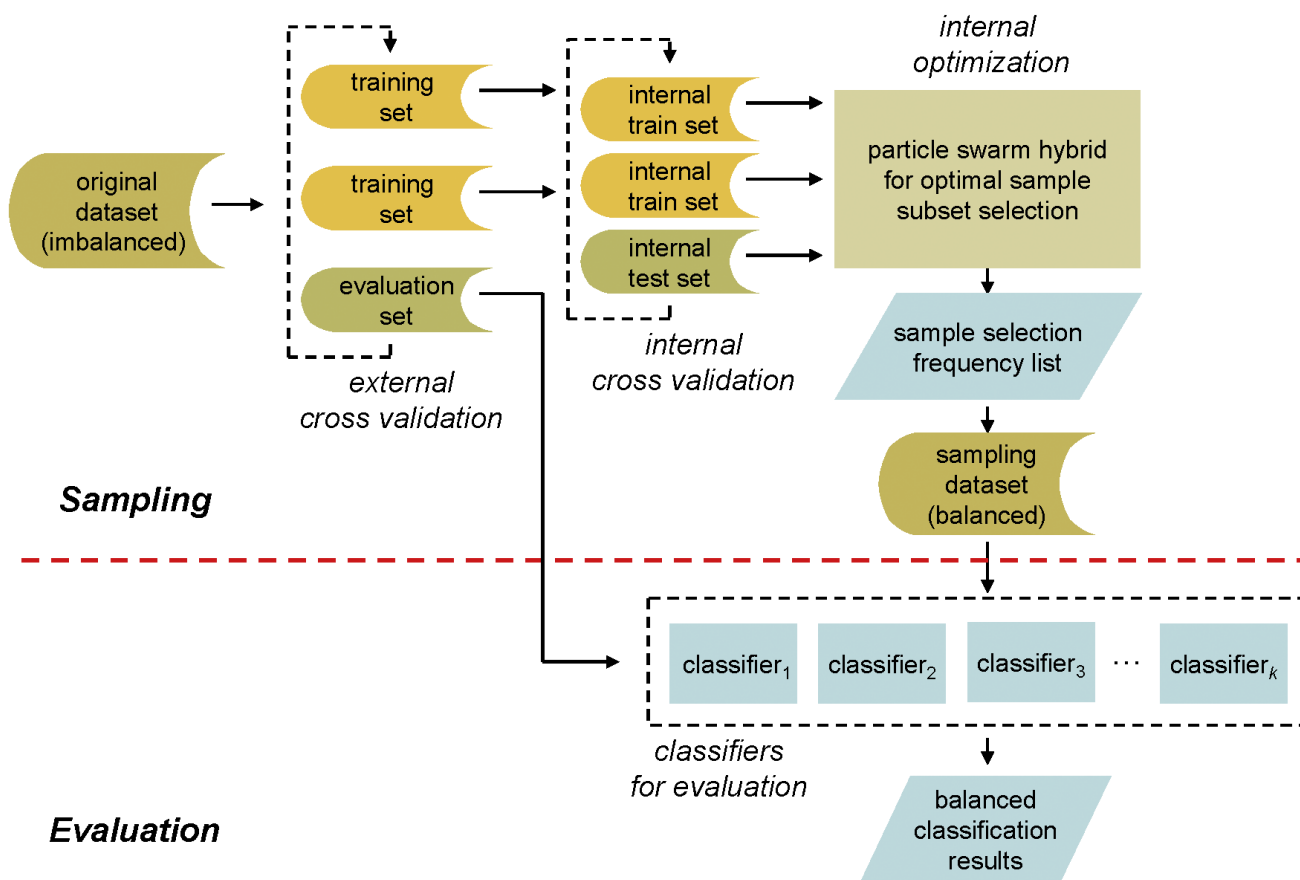 original
dataset
(imbalanced)
training
set
training
set
evaluation
set
external
cross validation
internal
train set
internal
train set
internal
test set
internal
cross validation
internal
optimization
particle swarm hybrid
for optimal sample
subset selection
sample selection
frequency list
sampling
dataset
(balanced)
Sampling
classifier₁ classifier₂ classifier₃ ⋯ classifierₖ
classifiers
for evaluation
balanced
classification
results
Evaluation